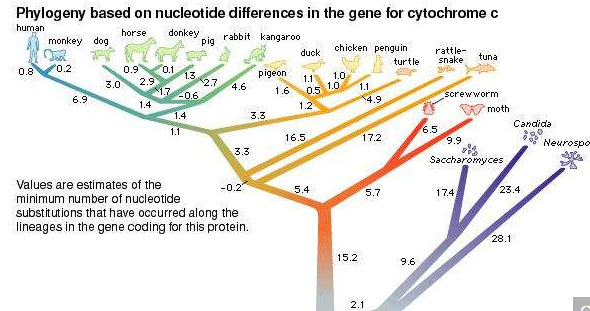 Phylogeny based on nucleotide differences in the gene for cytochrome c
human
monkey
dog
horse
donkey
pig
rabbit
kangaroo
pigeon
duck
chicken
penguin
turtle
rattle-
snake
tuna
screwworm
moth
Saccharomyces
Candida
Neurospo
0.8
0.2
6.9
3.0
0.9
0.1
2.9
1.7
1.3
-0.6
2.7
4.6
1.4
1.4
1.1
3.3
1.6
1.1
0.5
1.0
1.0
1.1
1.2
4.9
16.5
17.2
3.3
-0.2
5.4
5.7
6.5
9.9
17.4
23.4
28.1
15.2
9.6
2.1
Values are estimates of the
minimum number of nucleotide
substitutions that have occurred along the
lineages in the gene coding for this protein.